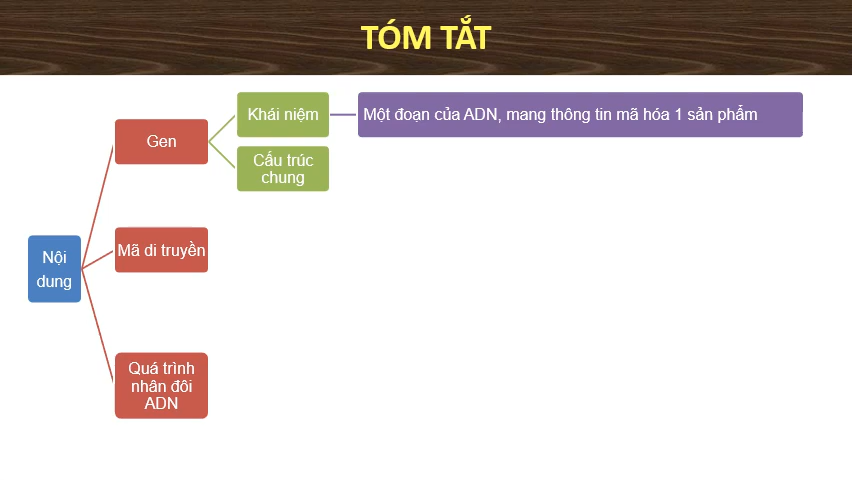 TÓM TẮT
Nội
dung
Gen
Khái niệm
Một đoạn của ADN, mang thông tin mã hóa 1 sản phẩm
Cấu trúc
chung
Mã di truyền
Quá trình
nhân đôi
ADN